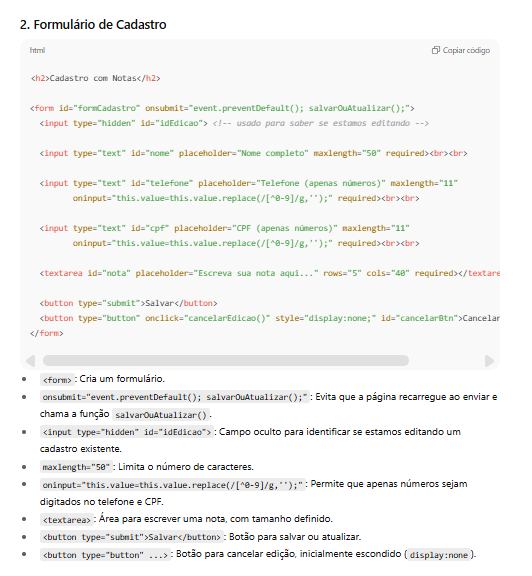 2. Formulário de Cadastro
html
Copiar código
<h2>Cadastro com Notas</h2>
<form id="formCadastro" onsubmit="event.preventDefault(); salvarOuAtualizar();">
<input type="hidden" id="idEdicao"> <!-- usado para saber se estamos editando -->
<input type="text" id="nome" placeholder="Nome completo" maxlength="50" required><br><br>
<input type="text" id="telefone" placeholder="Telefone (apenas números)" maxlength="11"
oninput="this.value=this.value.replace(/[^0-9]/g,'');" required><br><br>
<input type="text" id="cpf" placeholder="CPF (apenas números)" maxlength="11"
oninput="this.value=this.value.replace(/[^0-9]/g,'');" required><br><br>
<textarea id="nota" placeholder="Escreva sua nota aqui..." rows="5" cols="40" required></textare
<button type="submit">Salvar</button>
<button type="button" onclick="cancelarEdicao()" style="display:none;" id="cancelarBtn">Cancelar
</form>
• <form>: Cria um formulário.
• onsubmit="event.preventDefault(); salvarOuAtualizar();": Evita que a página recarregue ao enviar e
chama a função salvarOuAtualizar().
• <input type="hidden" id="idEdicao">: Campo oculto para identificar se estamos editando um
cadastro existente.
• maxlength="50": Limita o número de caracteres.
• oninput="this.value=this.value.replace(/[^0-9]/g,'');": Permite que apenas números sejam
digitados no telefone e CPF.
• <textarea>: Área para escrever uma nota, com tamanho definido.
• <button type="submit">Salvar</button>: Botão para salvar ou atualizar.
• <button type="button" ...>: Botão para cancelar edição, inicialmente escondido (display:none).